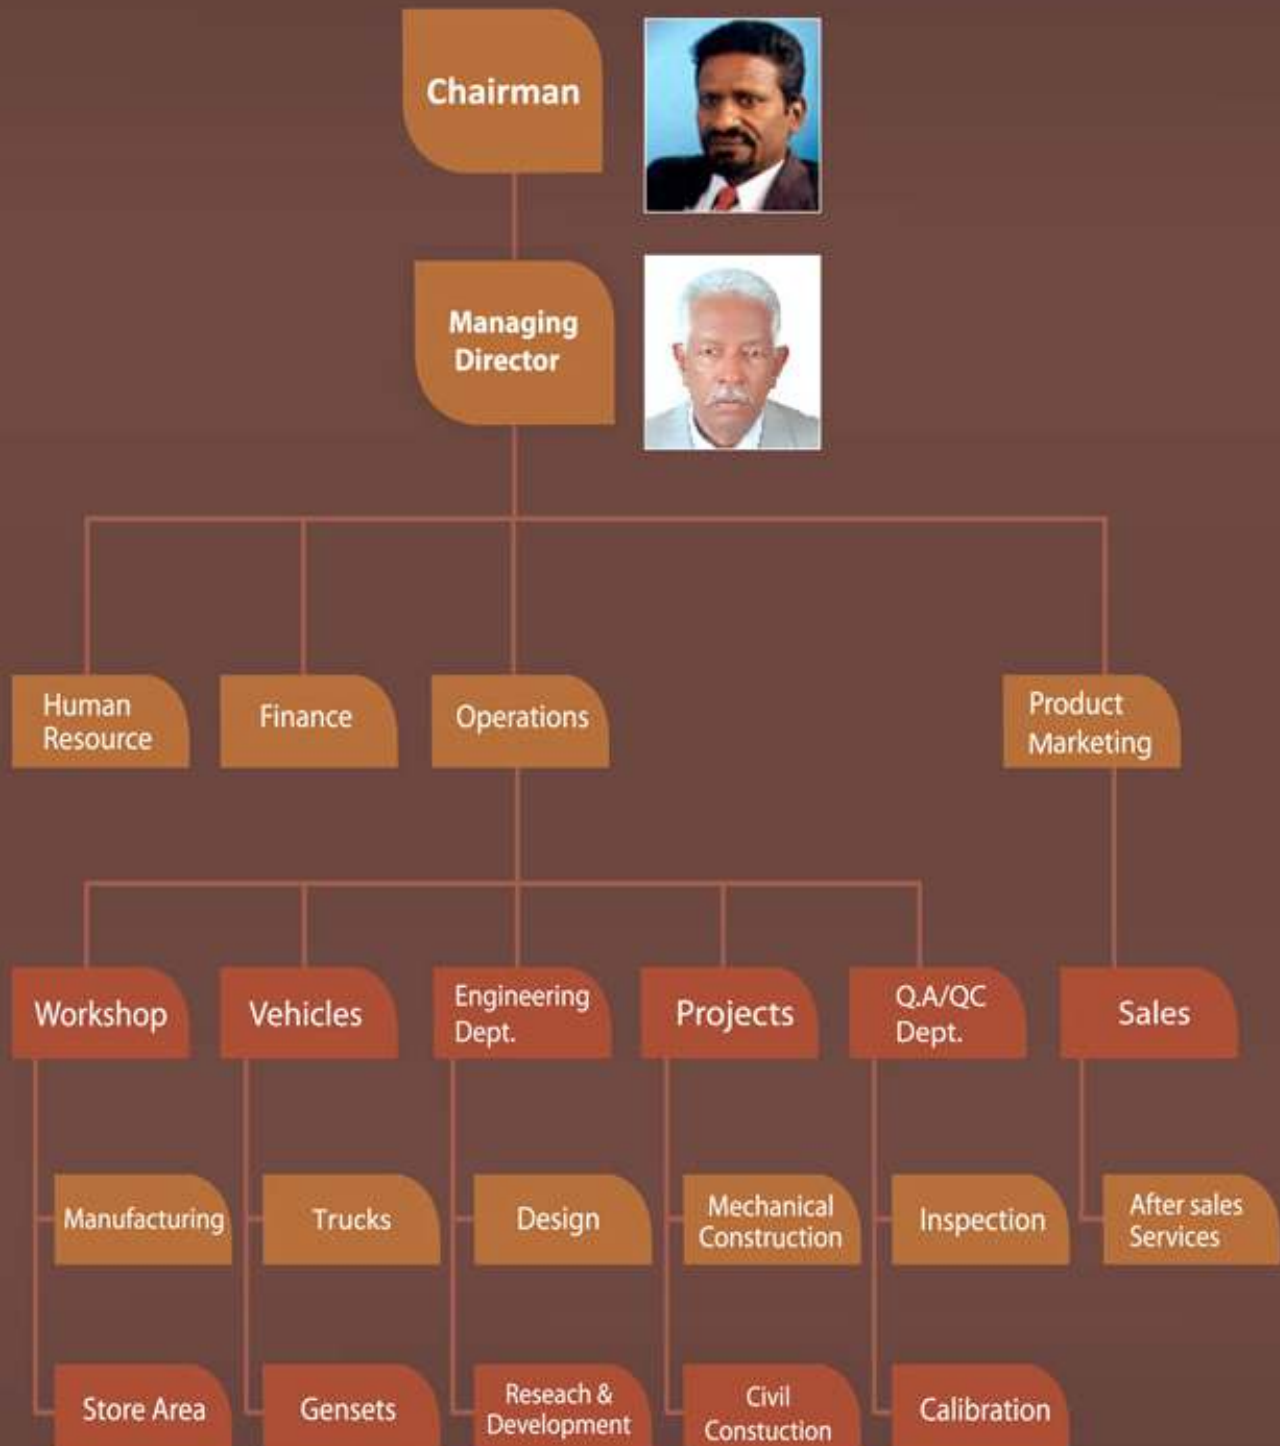 Chairman
Managing
Director
Human
Resource
Finance
Operations
Product
Marketing
Workshop
Vehicles
Engineering
Dept.
Projects
Q.A/QC
Dept.
Sales
Manufacturing
Trucks
Design
Mechanical
Construction
Inspection
After sales
Services
Store Area
Gensets
Reseach &
Development
Civil
Constuction
Calibration